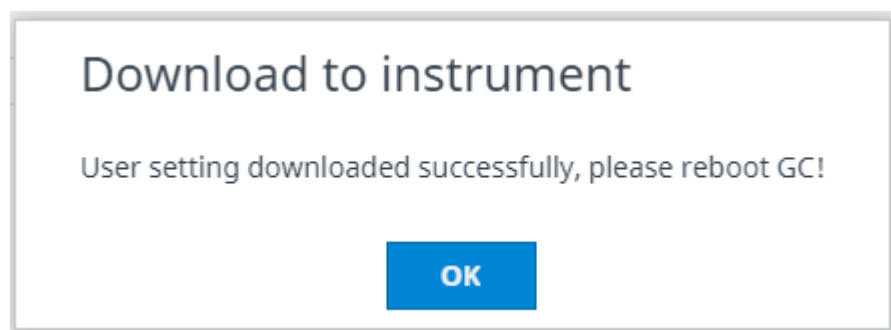 Download to instrument
User setting downloaded successfully, please reboot GC!
OK